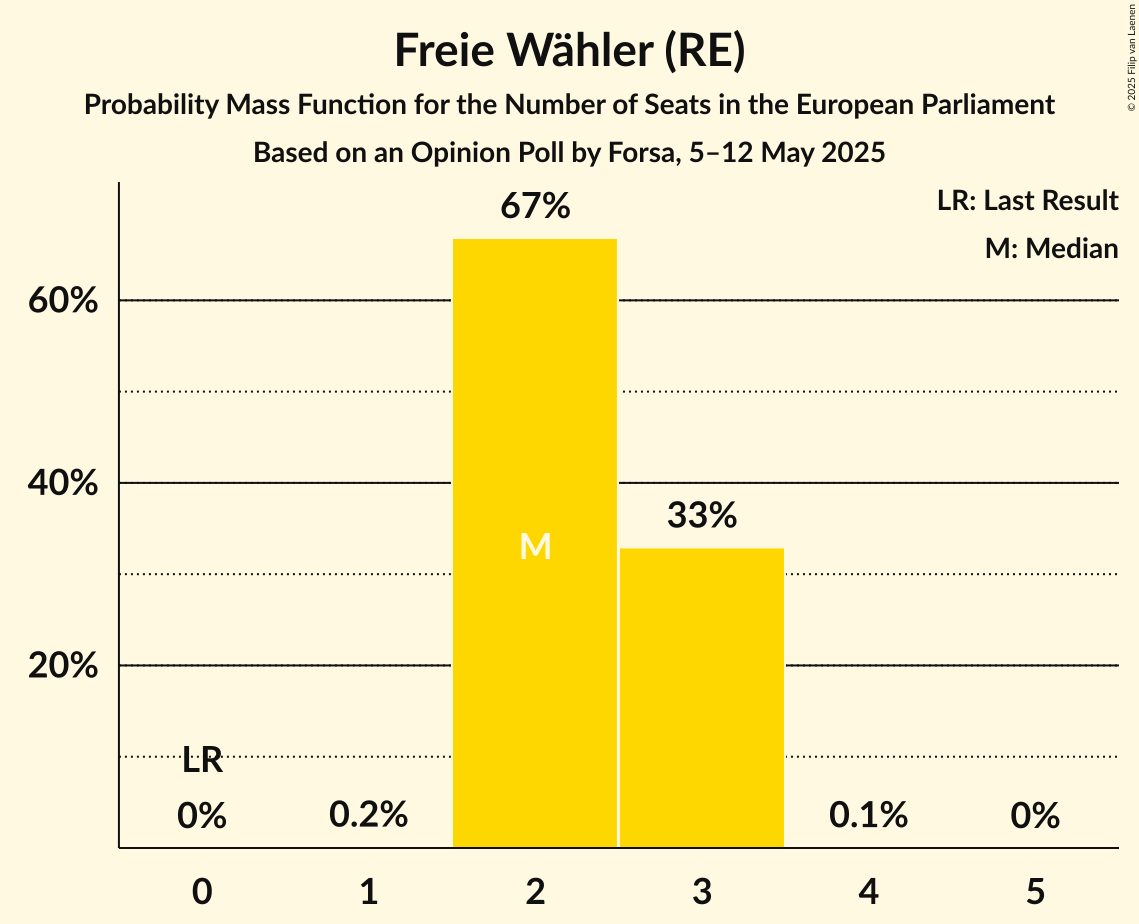 Freie Wähler (RE)
Probability Mass Function for the Number of Seats in the European Parliament
Based on an Opinion Poll by Forsa, 5–12 May 2025
© 2025 Filip van Laenen
LR: Last Result
M: Median
67%
60%
40%
33%
M
20%
LR
0%
0.2%
0.1%
0%
0
1
2
3
4
5